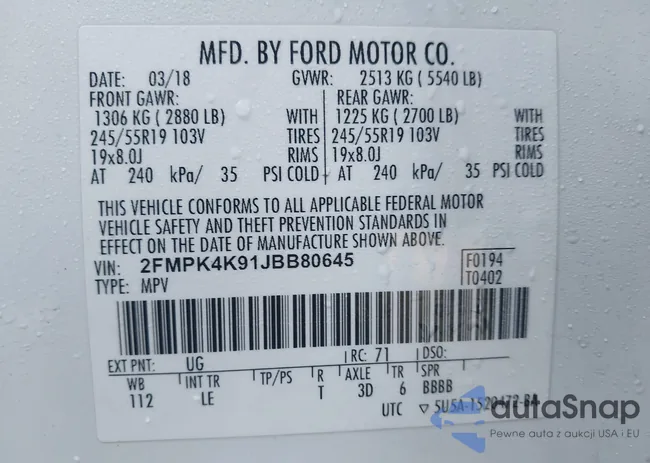 MFD. BY FORD MOTOR CO.
DATE: 03/18 GVWR: 2513 KG ( 5540 LB)
FRONT GAWR: REAR GAWR:
1306 KG ( 2880 LB) WITH 1225 KG ( 2700 LB) WITH
245/55R19 103V TIRES 245/55R19 103V TIRES
19x8.0J RIMS 19x8.0J RIMS
AT 240 kPa/ 35 PSI COLD AT 240 kPa/ 35 PSI COLD
THIS VEHICLE CONFORMS TO ALL APPLICABLE FEDERAL MOTOR
VEHICLE SAFETY AND THEFT PREVENTION STANDARDS IN
EFFECT ON THE DATE OF MANUFACTURE SHOWN ABOVE.
VIN: 2FMPK4K91JBB80645 F0194
TYPE: MPV T0402
EXT PNT: UG RC: 71 DSO:
WB INT TR TP/PS R AXLE TR SPR
112 LE T 3D 6 BBBB
UTC
autaSnap
Pewne auta z aukcji USA i EU